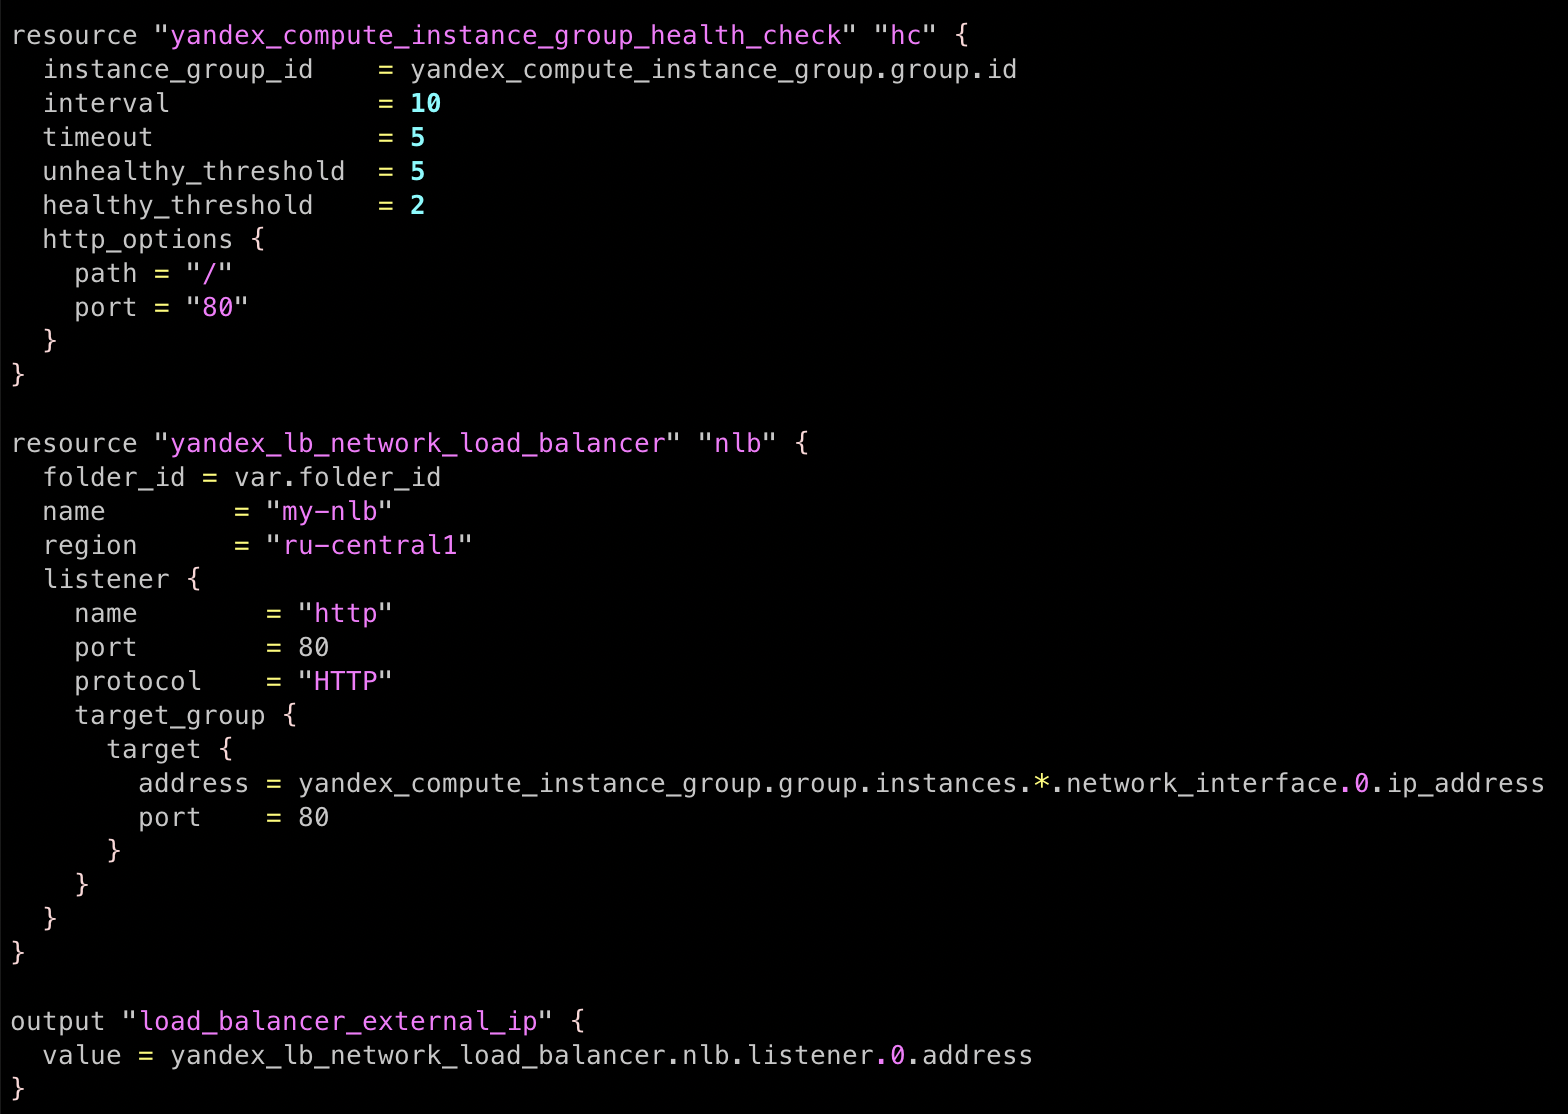 resource "yandex_compute_instance_group_health_check" "hc" {
  instance_group_id    = yandex_compute_instance_group.group.id
  interval             = 10
  timeout              = 5
  unhealthy_threshold  = 5
  healthy_threshold    = 2
  http_options {
    path = "/"
    port = "80"
  }
}

resource "yandex_lb_network_load_balancer" "nlb" {
  folder_id = var.folder_id
  name        = "my-nlb"
  region      = "ru-central1"
  listener {
    name        = "http"
    port        = 80
    protocol    = "HTTP"
    target_group {
      target {
        address = yandex_compute_instance_group.group.instances.*.network_interface.0.ip_address
        port    = 80
      }
    }
  }
}

output "load_balancer_external_ip" {
  value = yandex_lb_network_load_balancer.nlb.listener.0.address
}